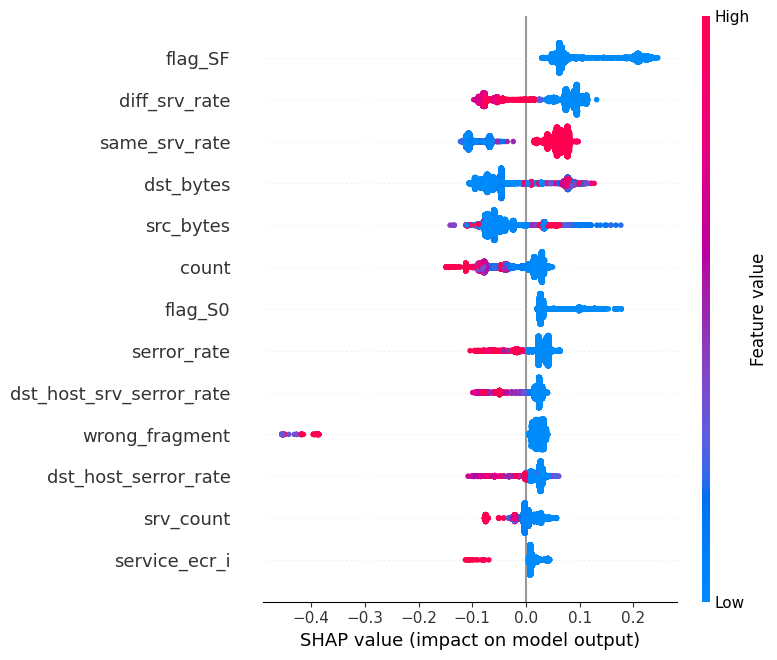 High
flag_SF
diff_srv_rate
same_srv_rate
dst_bytes
src_bytes
count
flag_S0
serror_rate
dst_host_srv_serror_rate
wrong_fragment
dst_host_serror_rate
srv_count
service_ecr_i
Feature value
Low
−0.4 −0.3 −0.2 −0.1 0.0 0.1 0.2
SHAP value (impact on model output)